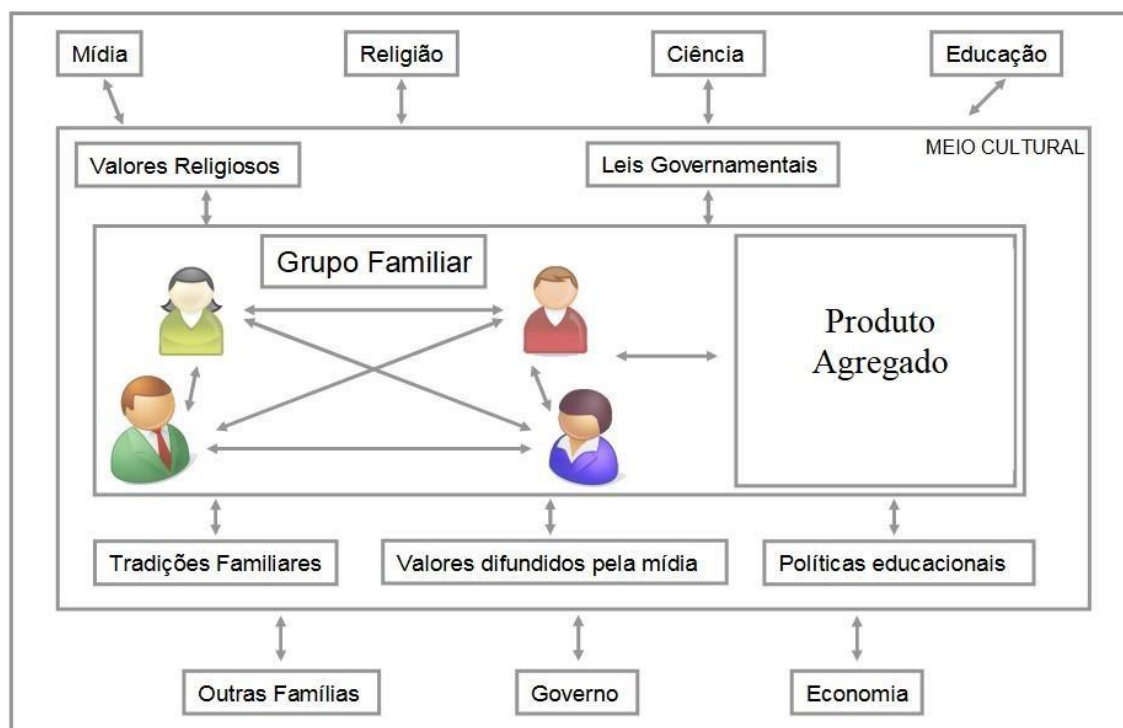 Mídia
Religião
Ciência
Educação
MEIO CULTURAL
Valores Religiosos
Leis Governamentais
Grupo Familiar
Produto
Agregado
Tradições Familiares
Valores difundidos pela mídia
Políticas educacionais
Outras Famílias
Governo
Economia